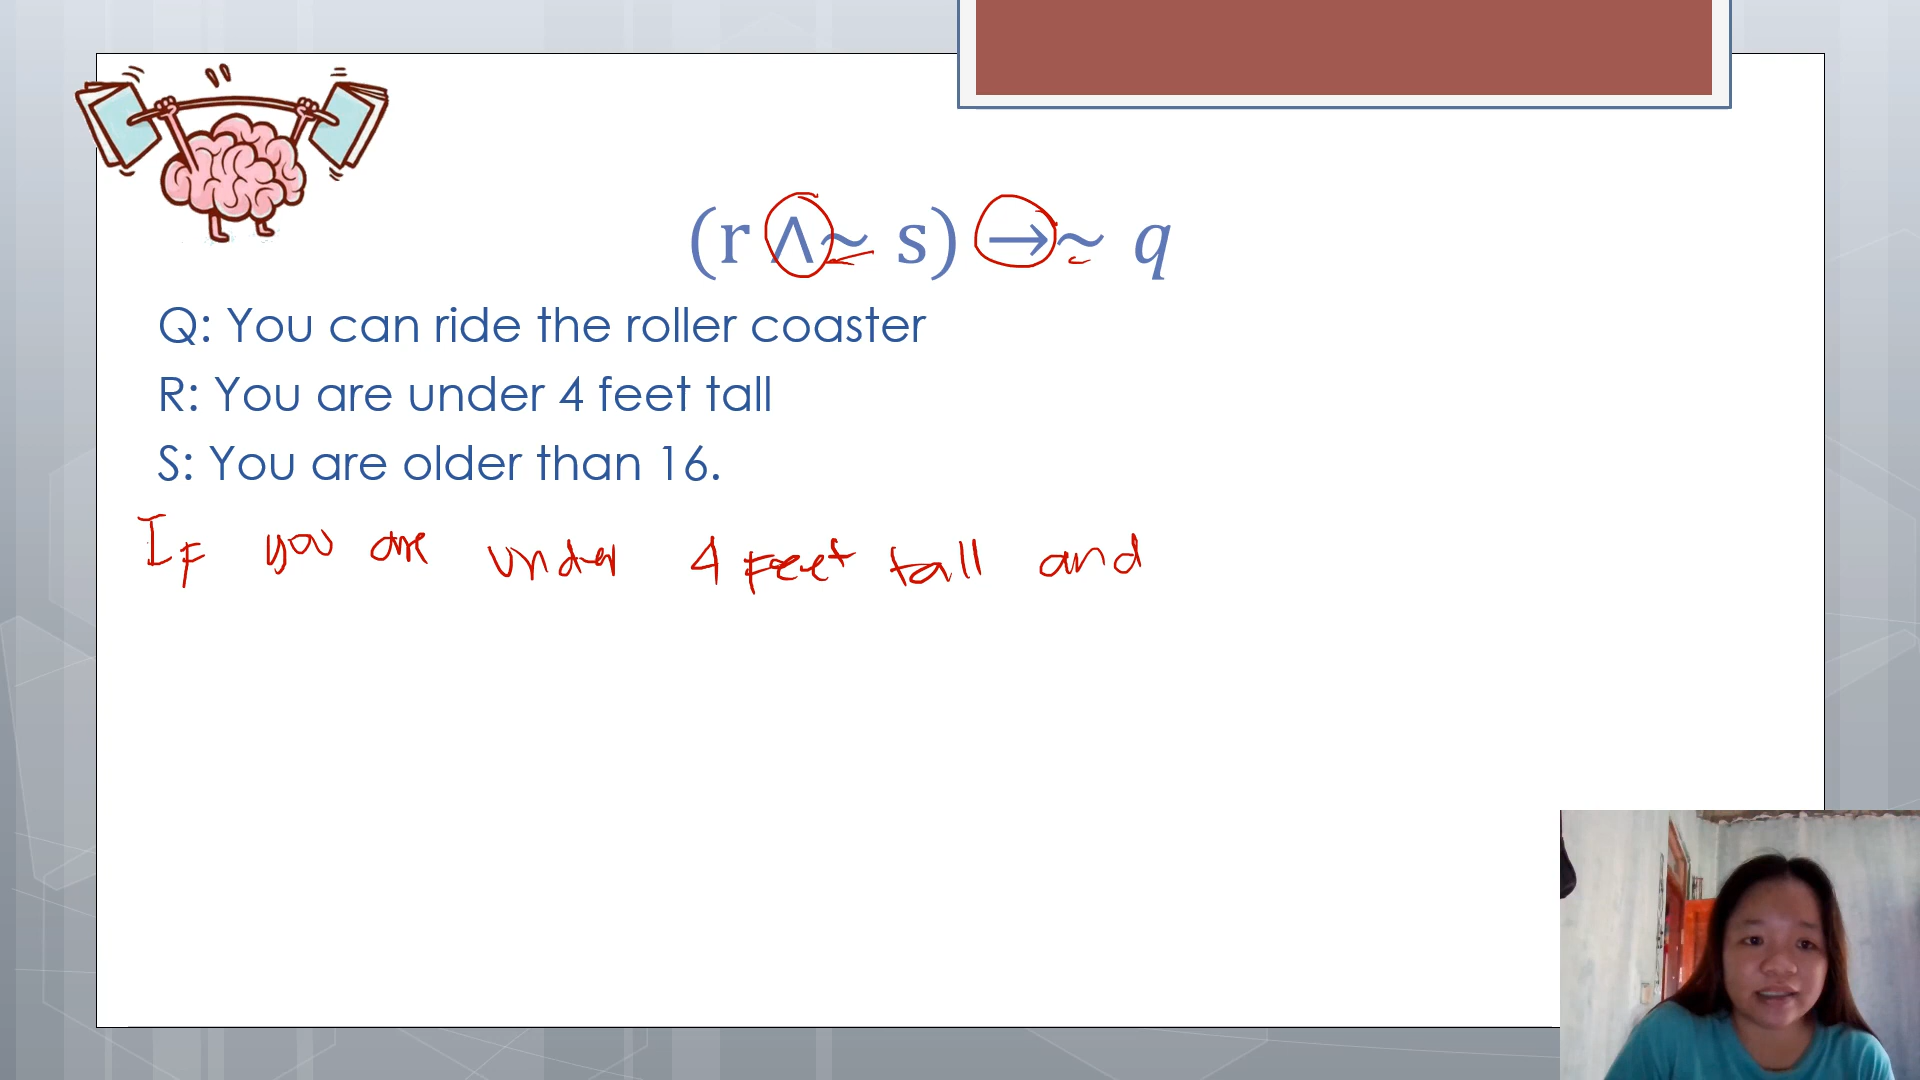 (r ∧~ s) →~ q
Q: You can ride the roller coaster
R: You are under 4 feet tall
S: You are older than 16.
If you are under 4 feet tall and